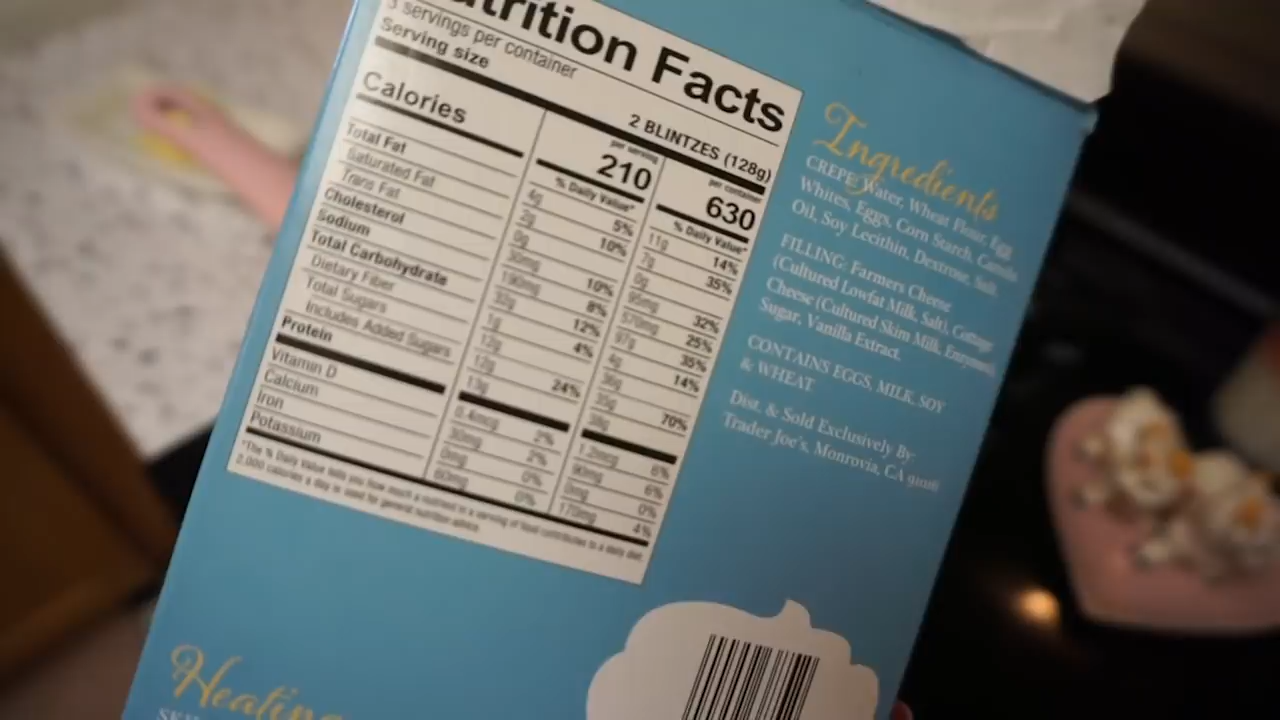 utrition Facts
3 servings per container
Serving size 2 BLINTZES (128g)
Calories per serving 210 per container 630
% Daily Value* % Daily Value*
Total Fat 4g 5% 11g 14%
Saturated Fat 2g 10% 7g 35%
Trans Fat 0g 0g
Cholesterol 30mg 10% 95mg 32%
Sodium 190mg 8% 570mg 25%
Total Carbohydrate 32g 12% 97g 35%
Dietary Fiber 1g 4% 4g 14%
Total Sugars 12g 36g
Includes Added Sugars 12g 24% 35g 70%
Protein 13g 38g
Vitamin D 0.4mcg 2% 1.2mcg 6%
Calcium 30mg 2% 90mg 6%
Iron 0mg 0% 0mg 0%
Potassium 60mg 0% 170mg 4%
*The % Daily Value tells you how much a nutrient in a serving of food contributes to a daily diet.
2,000 calories a day is used for general nutrition advice.
Ingredients
CREPE: Water, Wheat Flour, Egg
Whites, Eggs, Corn Starch, Canola
Oil, Soy Lecithin, Dextrose, Salt.
FILLING: Farmers Cheese
(Cultured Lowfat Milk, Salt), Cottage
Cheese (Cultured Skim Milk, Enzymes),
Sugar, Vanilla Extract.
CONTAINS EGGS, MILK, SOY
& WHEAT
Dist. & Sold Exclusively By:
Trader Joe's, Monrovia, CA 91016
Heating